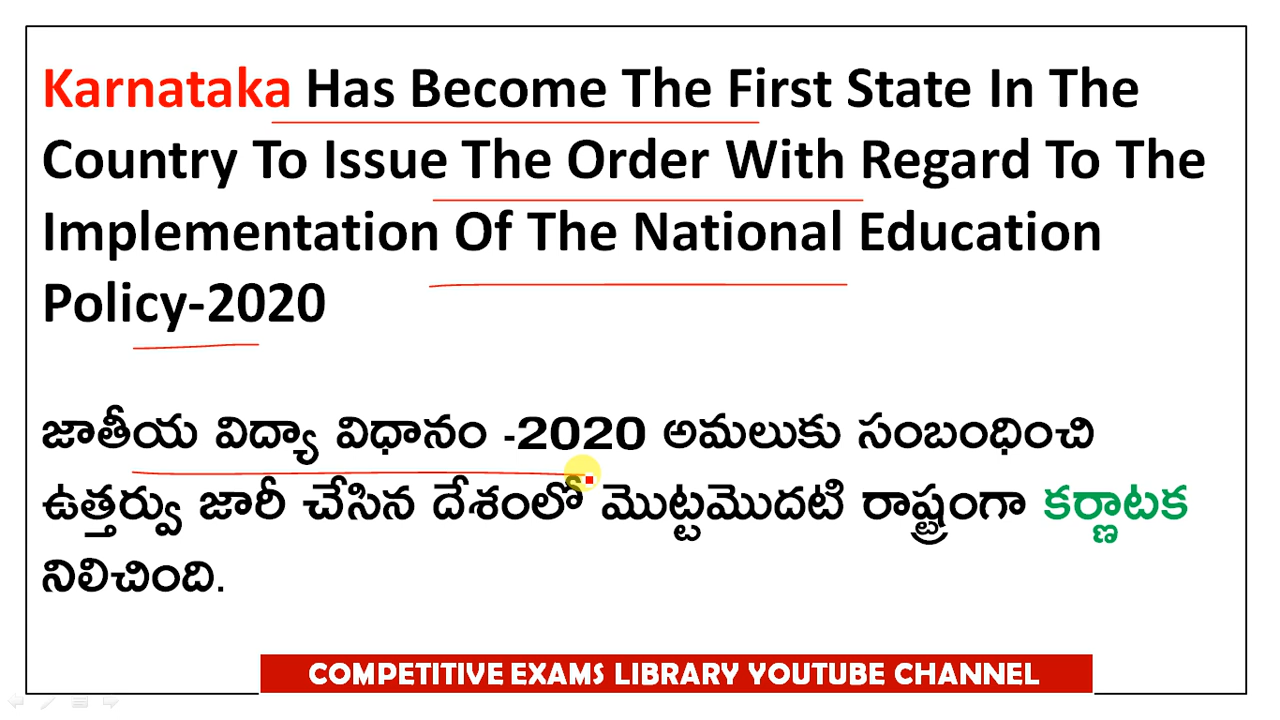 Karnataka Has Become The First State In The
Country To Issue The Order With Regard To The
Implementation Of The National Education
Policy-2020
జాతీయ విద్యా విధానం -2020 అమలుకు సంబంధించి
ఉత్తర్వు జారీ చేసిన దేశంలో మొట్టమొదటి రాష్ట్రంగా కర్ణాటక
నిలిచింది.
COMPETITIVE EXAMS LIBRARY YOUTUBE CHANNEL